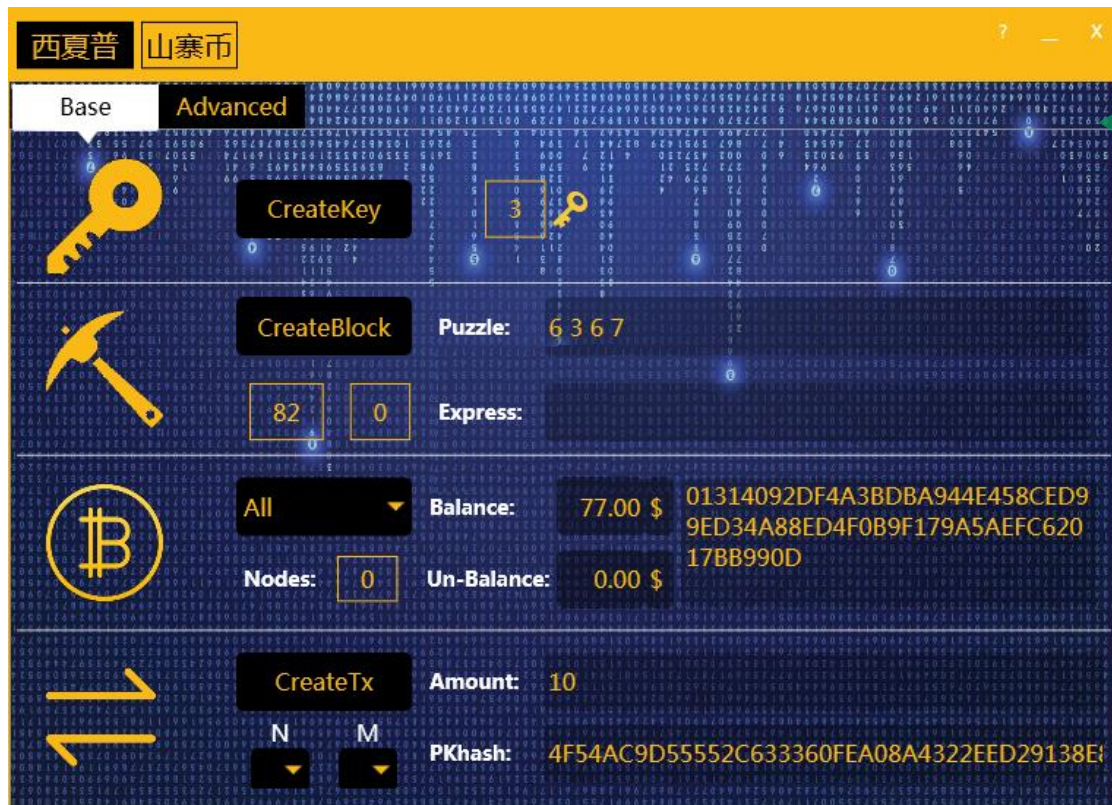 西夏普 山寨币 ? _ X
Base Advanced
CreateKey 3
CreateBlock Puzzle: 6 3 6 7
82 0 Express:
All Balance: 77.00 $ 01314092DF4A3BDBA944E458CED9
9ED34A88ED4F0B9F179A5AEFC620
17BB990D
Nodes: 0 Un-Balance: 0.00 $
CreateTx Amount: 10
N M
PKhash: 4F54AC9D55552C633360FEA08A4322EED29138E